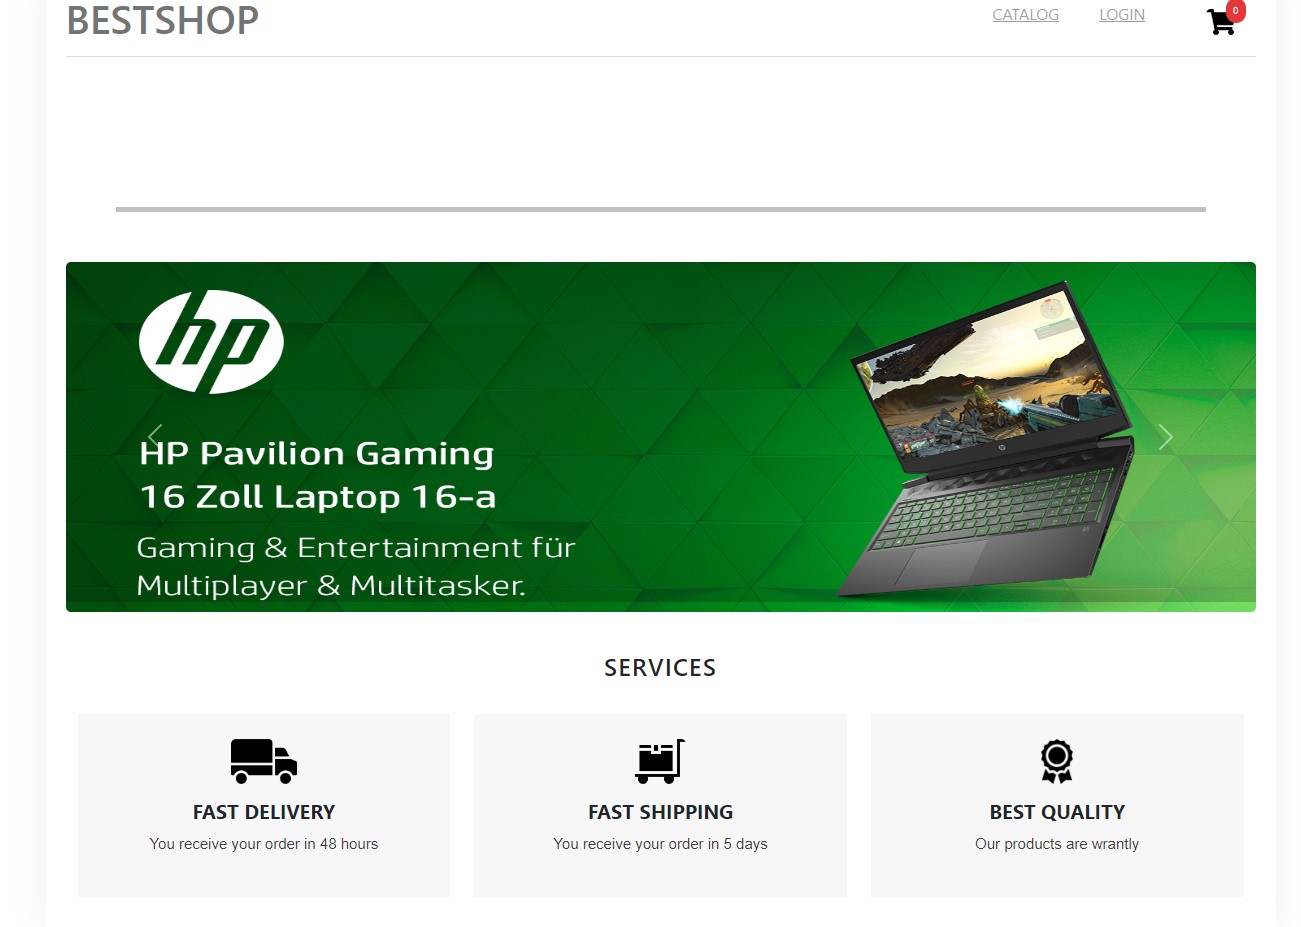 BESTSHOP
CATALOG
LOGIN
0
hp
HP Pavilion Gaming
16 Zoll Laptop 16-a
Gaming & Entertainment für
Multiplayer & Multitasker.
SERVICES
FAST DELIVERY
You receive your order in 48 hours
FAST SHIPPING
You receive your order in 5 days
BEST QUALITY
Our products are wrantly